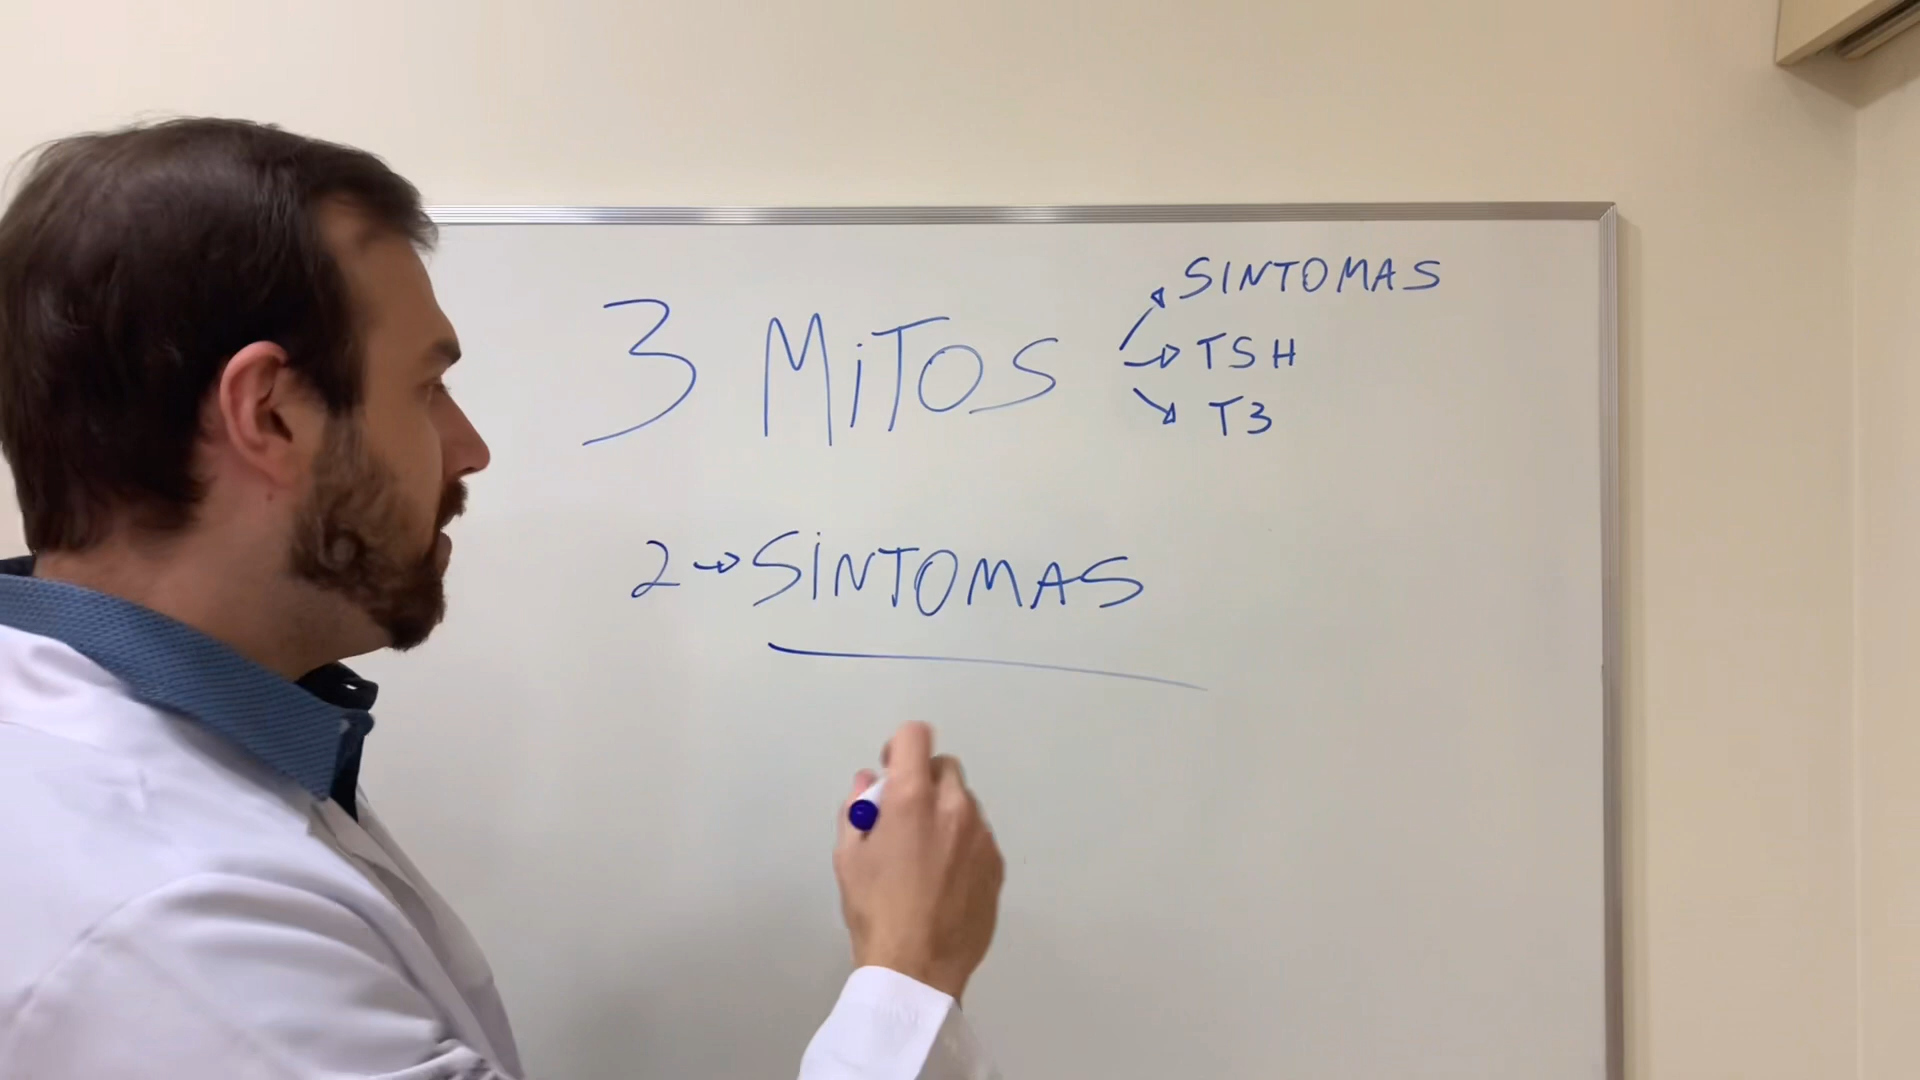 3 MiTOS
SINTOMAS
TSH
T3
2 → SiNTOMAS